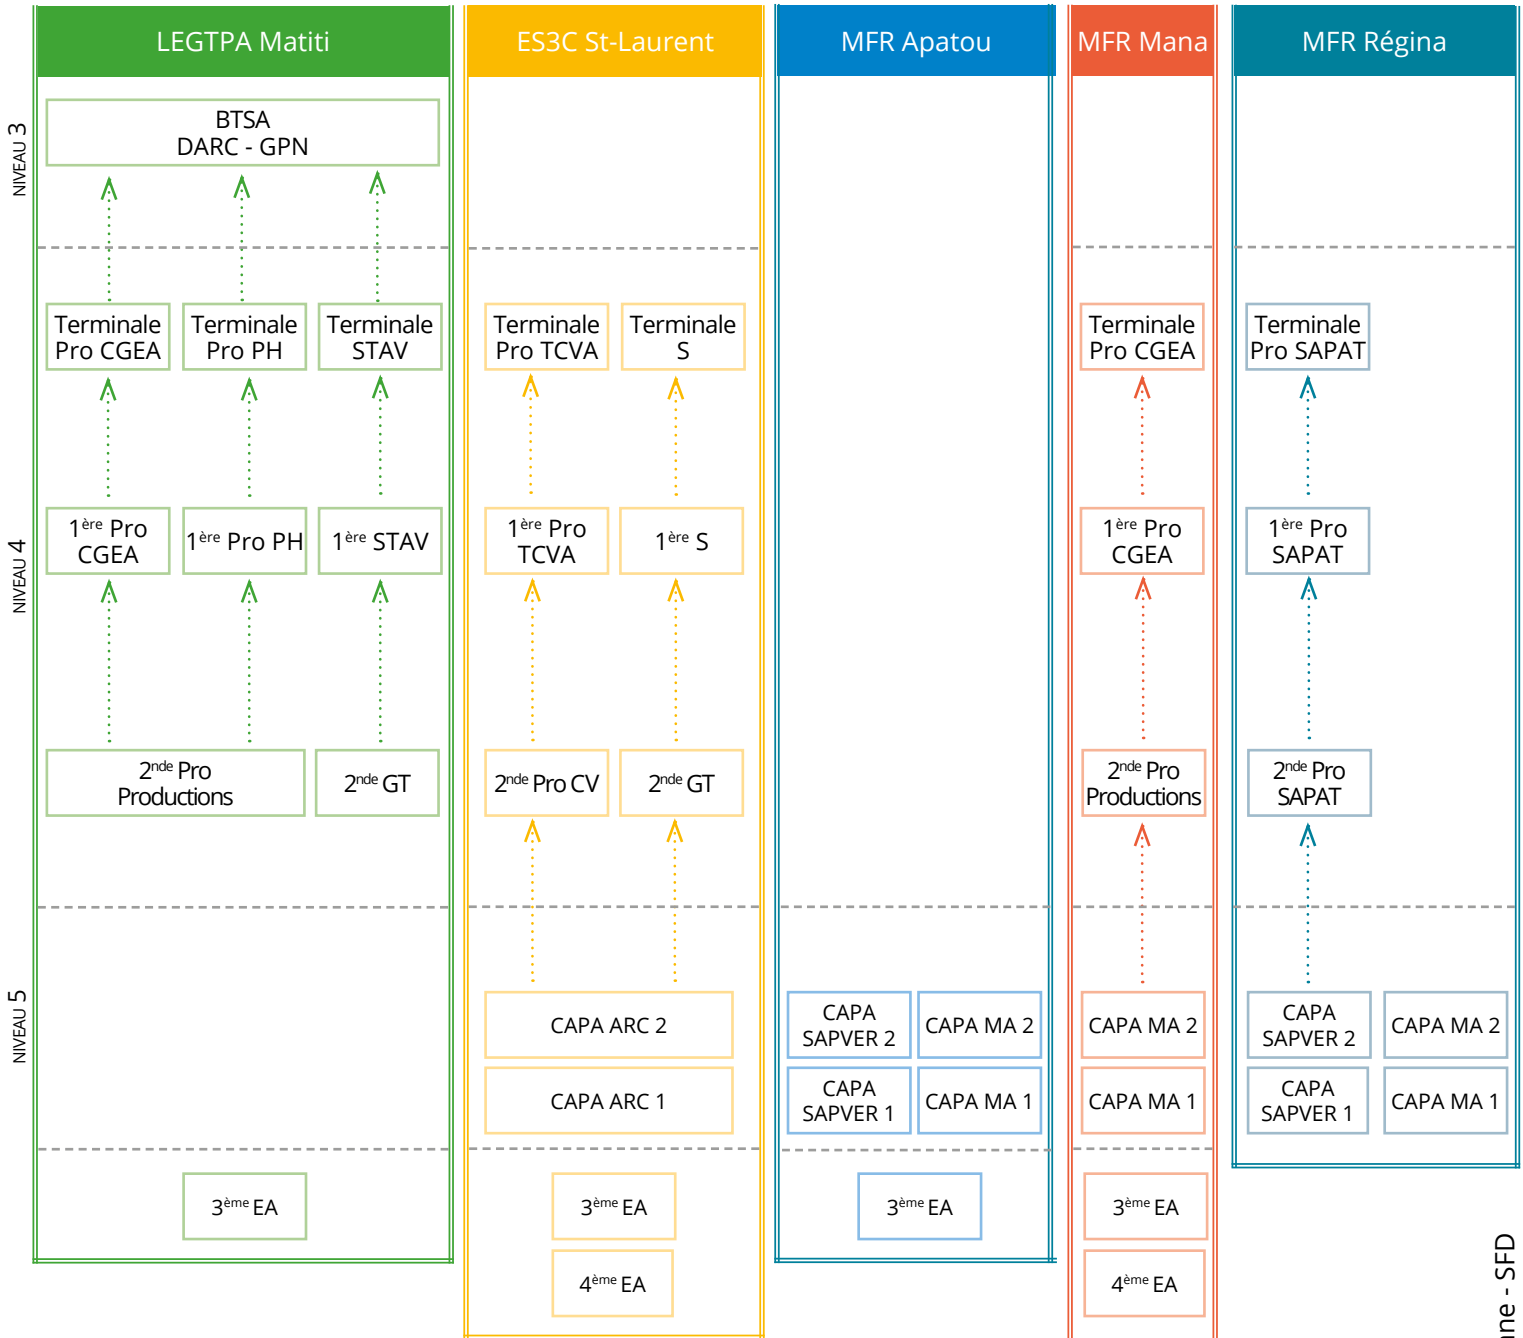 LEGTPA Matiti
ES3C St-Laurent
MFR Apatou
MFR Mana
MFR Régina
NIVEAU 3
BTSA
DARC - GPN
Terminale
Pro CGEA
Terminale
Pro PH
Terminale
STAV
Terminale
Pro TCVA
Terminale
S
Terminale
Pro CGEA
Terminale
Pro SAPAT
NIVEAU 4
1ère Pro
CGEA
1ère Pro PH
1ère STAV
1ère Pro
TCVA
1ère S
1ère Pro
CGEA
1ère Pro
SAPAT
2nde Pro
Productions
2nde GT
2nde Pro CV
2nde GT
2nde Pro
Productions
2nde Pro
SAPAT
NIVEAU 5
CAPA ARC 2
CAPA
SAPVER 2
CAPA MA 2
CAPA MA 2
CAPA
SAPVER 2
CAPA MA 2
CAPA ARC 1
CAPA
SAPVER 1
CAPA MA 1
CAPA MA 1
CAPA
SAPVER 1
CAPA MA 1
3ème EA
3ème EA
3ème EA
3ème EA
4ème EA
4ème EA
- SFD